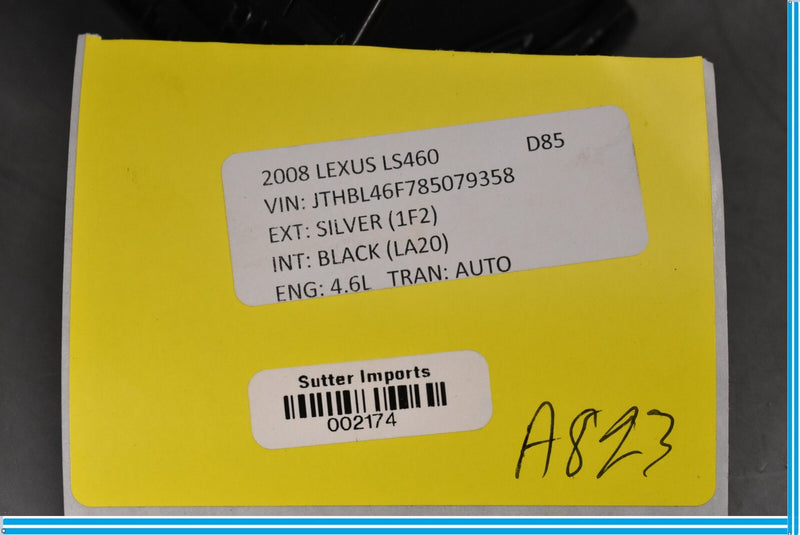 2008 LEXUS LS460 D85
VIN: JTHBL46F785079358
EXT: SILVER (1F2)
INT: BLACK (LA20)
ENG: 4.6L TRAN: AUTO
Sutter Imports
002174
A823